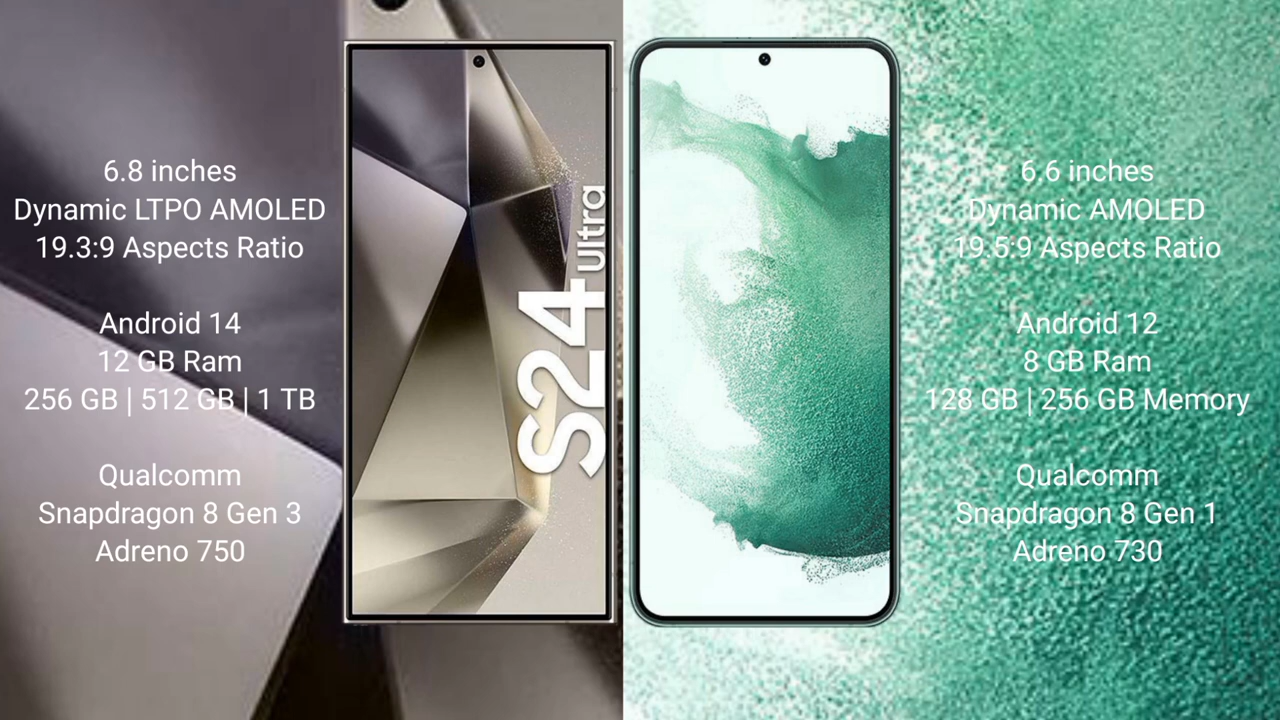 6.8 inches
Dynamic LTPO AMOLED
19.3:9 Aspects Ratio
Android 14
12 GB Ram
256 GB | 512 GB | 1 TB
Qualcomm
Snapdragon 8 Gen 3
Adreno 750
S24 ultra
6.6 inches
Dynamic AMOLED
19.5:9 Aspects Ratio
Android 12
8 GB Ram
128 GB | 256 GB Memory
Qualcomm
Snapdragon 8 Gen 1
Adreno 730